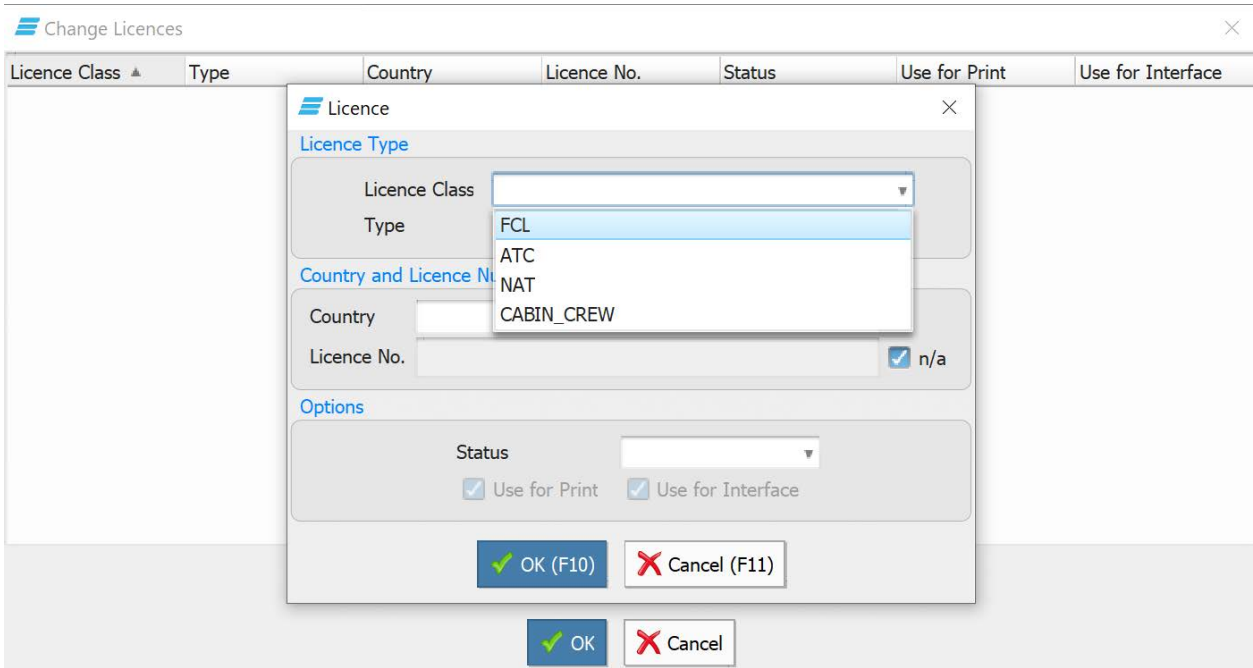 Change Licences
Licence Class Type Country Licence No. Status Use for Print Use for Interface
Licence
Licence Type
Licence Class
Type
FCL
ATC
NAT
CABIN_CREW
Country and Licence Nu
Country
Licence No. n/a
Options
Status
Use for Print Use for Interface
OK (F10) Cancel (F11)
OK Cancel